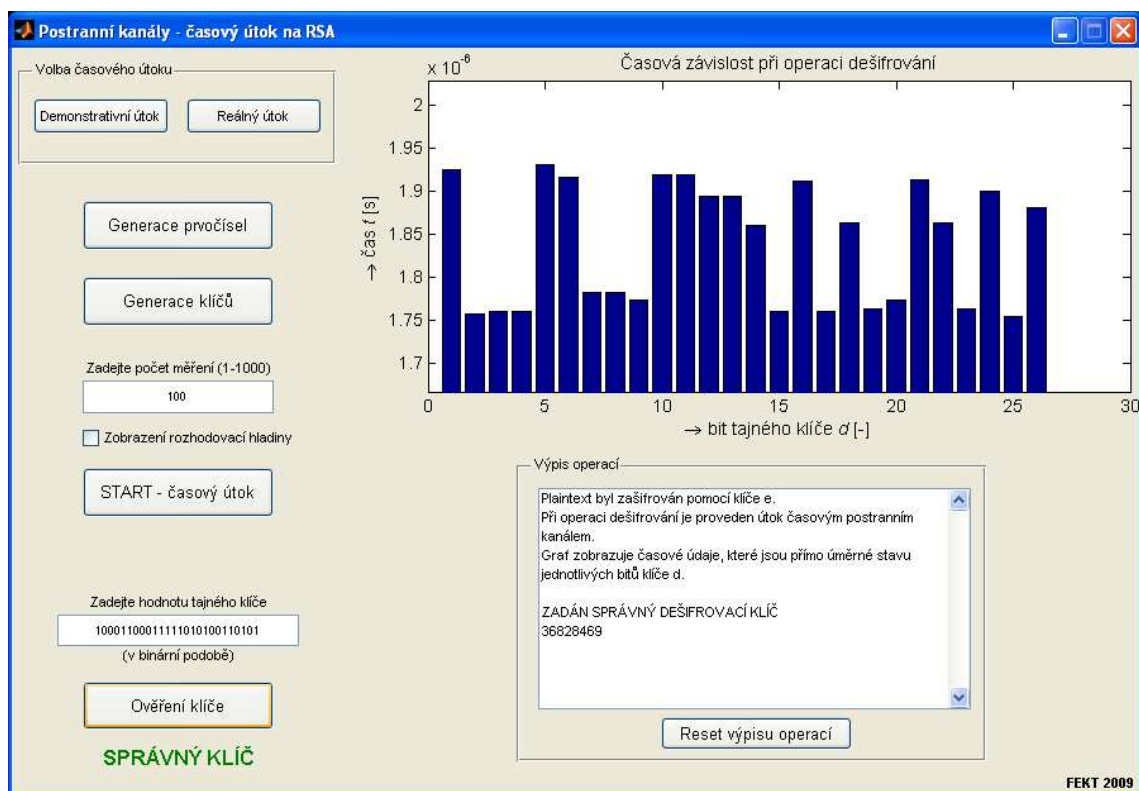 Postranní kanály - časový útok na RSA
Volba časového útoku
Demonstrativní útok
Reálný útok
Generace prvočísel
Generace klíčů
Zadejte počet měření (1-1000)
100
Zobrazení rozhodovací hladiny
START - časový útok
Zadejte hodnotu tajného klíče
10001100011111010100110101
(v binární podobě)
Ověření klíče
SPRÁVNÝ KLÍČ
Časová závislost při operaci dešifrování
x 10⁻⁶
2
1.95
1.9
1.85
1.8
1.75
1.7
→ čas t [s]
0 5 10 15 20 25 30
→ bit tajného klíče d [-]
Výpis operací
Plaintext byl zašifrován pomocí klíče e.
Při operaci dešifrování je proveden útok časovým postranním
kanálem.
Graf zobrazuje časové údaje, které jsou přímo úměrné stavu
jednotlivých bitů klíče d.
ZADÁN SPRÁVNÝ DEŠIFROVACÍ KLÍČ
36828469
Reset výpisu operací
FEKT 2009